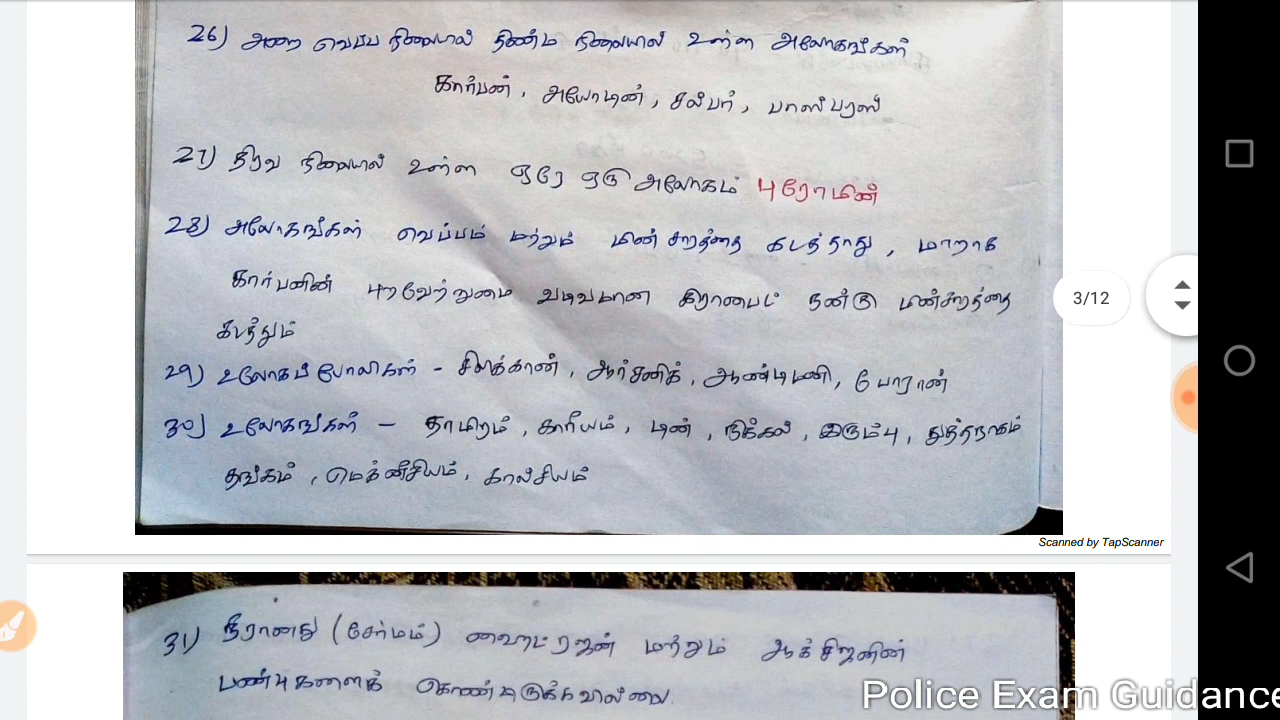 26) அறை வெப்ப நிலையில் திண்ம நிலையில் உள்ள அலோகங்கள்
கார்பன், அயோடின், சல்பர், பாஸ்பரஸ்
27) திரவ நிலையில் உள்ள ஒரே ஒரு அலோகம் புரோமின்
28) அலோகங்கள் வெப்பம் மற்றும் மின்சாரத்தை கடத்தாது, மாறாக
கார்பனின் புறவேற்றுமை வடிவமான கிராபைட் நன்கு மின்சாரத்தை
கடத்தும்
3/12
29) உலோகப்போலிகள் - சிலிக்கான், ஆர்சனிக், ஆண்டிமணி, போரான்
30) உலோகங்கள் - தாமிரம், காரீயம், டின், நிக்கல், இரும்பு, துத்தநாகம்
தங்கம், மெக்னீசியம், கால்சியம்
Scanned by TapScanner
31) நீரானது (சேர்மம்) ஹைட்ரஜன் மற்றும் ஆக்சிஜனின்
பண்புகளைக் கொண்டிருக்கவில்லை.
Police Exam Guidance